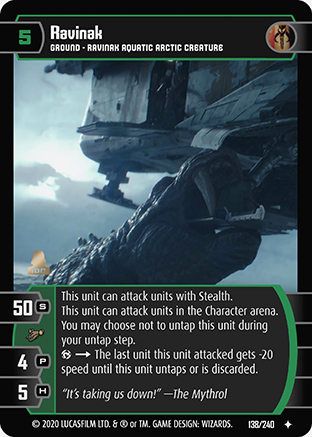 5
Ravinak
GROUND - RAVINAK AQUATIC ARCTIC CREATURE
50 S
4 P
5 H
This unit can attack units with Stealth.
This unit can attack units in the Character arena.
You may choose not to untap this unit during
your untap step.
→ The last unit this unit attacked gets -20
speed until this unit untaps or is discarded.
“It’s taking us down!” —The Mythrol
© 2020 LUCASFILM LTD. & ® or TM. GAME DESIGN: WIZARDS.
138/240